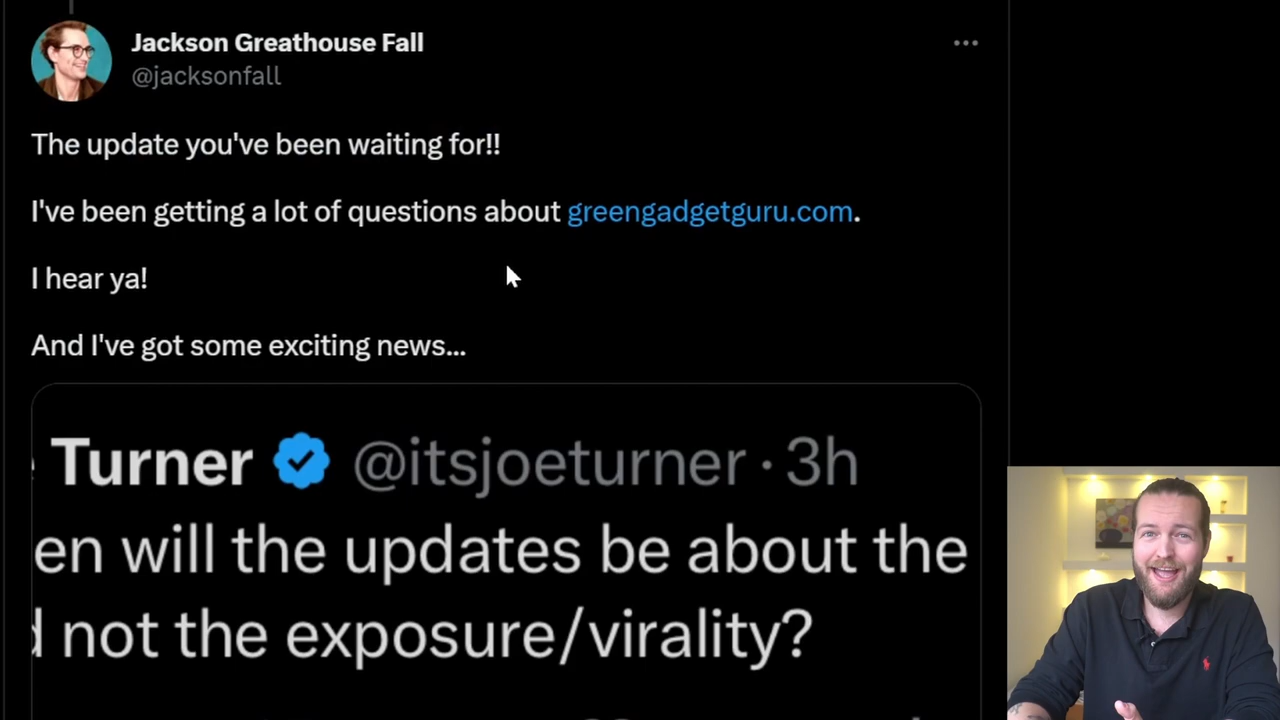 Jackson Greathouse Fall
@jacksonfall
The update you've been waiting for!!
I've been getting a lot of questions about greengadgetguru.com.
I hear ya!
And I've got some exciting news...
Turner @itsjoeturner · 3h
en will the updates be about the
not the exposure/virality?